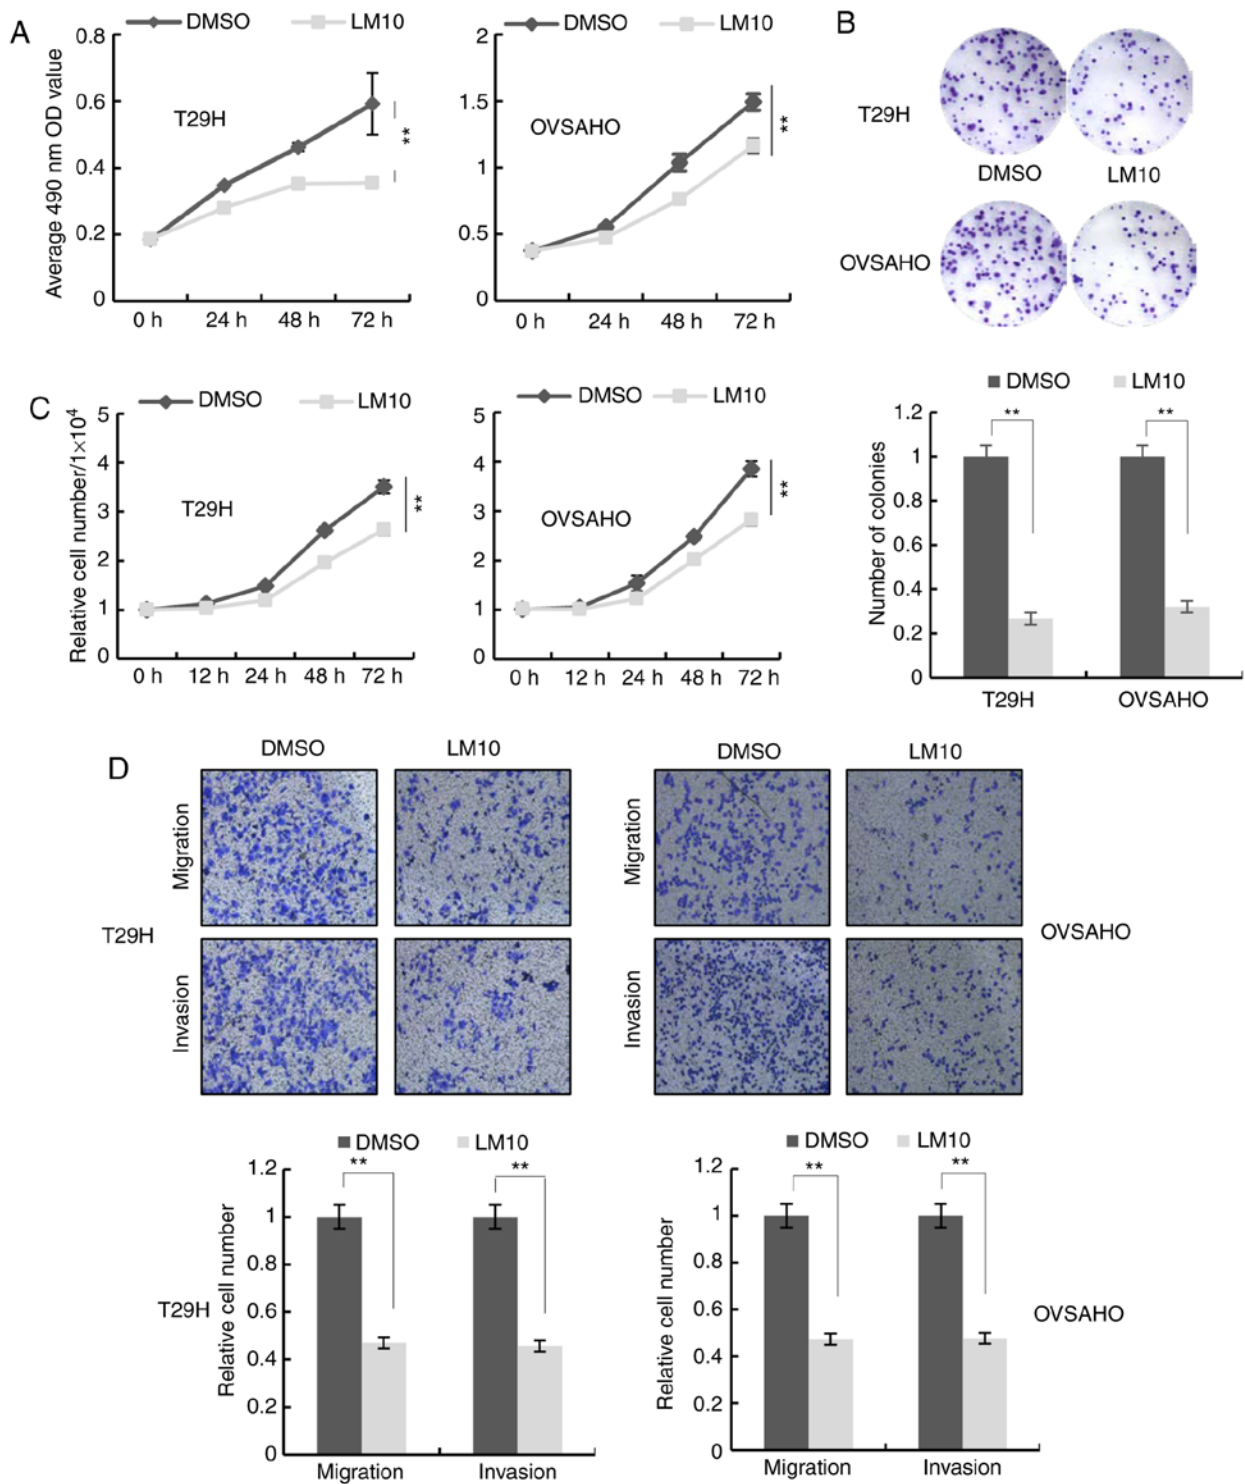 A
DMSO LM10
Average 490 nm OD value
0.8
0.6
0.4
0.2
0
T29H
**
0 h 24 h 48 h 72 h
DMSO LM10
2
1.5
1
0.5
0
OVSAHO
**
0 h 24 h 48 h 72 h
B
T29H
DMSO LM10
OVSAHO
DMSO LM10
Number of colonies
1.2
1
0.8
0.6
0.4
0.2
0
** **
T29H OVSAHO
C
DMSO LM10
Relative cell number/1×10⁴
5
4
3
2
1
0
T29H
**
0 h 12 h 24 h 48 h 72 h
DMSO LM10
5
4
3
2
1
0
OVSAHO
**
0 h 12 h 24 h 48 h 72 h
D
DMSO LM10
Migration
T29H
Invasion
DMSO LM10
Migration
OVSAHO
Invasion
DMSO LM10
T29H
Relative cell number
1.2
1
0.8
0.6
0.4
0.2
0
** **
Migration Invasion
DMSO LM10
Relative cell number
1.2
1
0.8
0.6
0.4
0.2
0
** **
OVSAHO
Migration Invasion